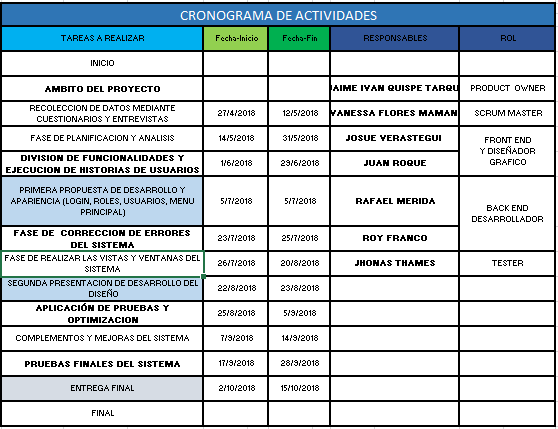 CRONOGRAMA DE ACTIVIDADES
TAREAS A REALIZAR Fecha-Inicio Fecha-Fin RESPONSABLES ROL
INICIO
AMBITO DEL PROYECTO JAIME IVAN QUISPE TARQU PRODUCT OWNER
RECOLECCION DE DATOS MEDIANTE
CUESTIONARIOS Y ENTREVISTAS 27/4/2018 12/5/2018 VANESSA FLORES MAMAN SCRUM MASTER
FASE DE PLANIFICACION Y ANALISIS 14/5/2018 31/5/2018 JOSUE VERASTEGUI
FRONT END
Y DISEÑADOR
GRAFICO
DIVISION DE FUNCIONALIDADES Y
EJECUCION DE HISTORIAS DE USUARIOS 1/6/2018 29/6/2018 JUAN ROQUE
PRIMERA PROPUESTA DE DESARROLLO Y
APARIENCIA (LOGIN, ROLES, USUARIOS, MENU
PRINCIPAL) 5/7/2018 5/7/2018 RAFAEL MERIDA
BACK END
DESARROLLADOR
FASE DE CORRECCION DE ERRORES
DEL SISTEMA 23/7/2018 25/7/2018 ROY FRANCO
FASE DE REALIZAR LAS VISTAS Y VENTANAS DEL
SISTEMA 26/7/2018 20/8/2018 JHONAS THAMES TESTER
SEGUNDA PRESENTACION DE DESARROLLO DEL
DISEÑO 22/8/2018 23/8/2018
APLICACIÓN DE PRUEBAS Y
OPTIMIZACION 25/8/2018 5/9/2018
COMPLEMENTOS Y MEJORAS DEL SISTEMA 7/9/2018 14/9/2018
PRUEBAS FINALES DEL SISTEMA 17/9/2018 28/9/2018
ENTREGA FINAL 2/10/2018 15/10/2018
FINAL